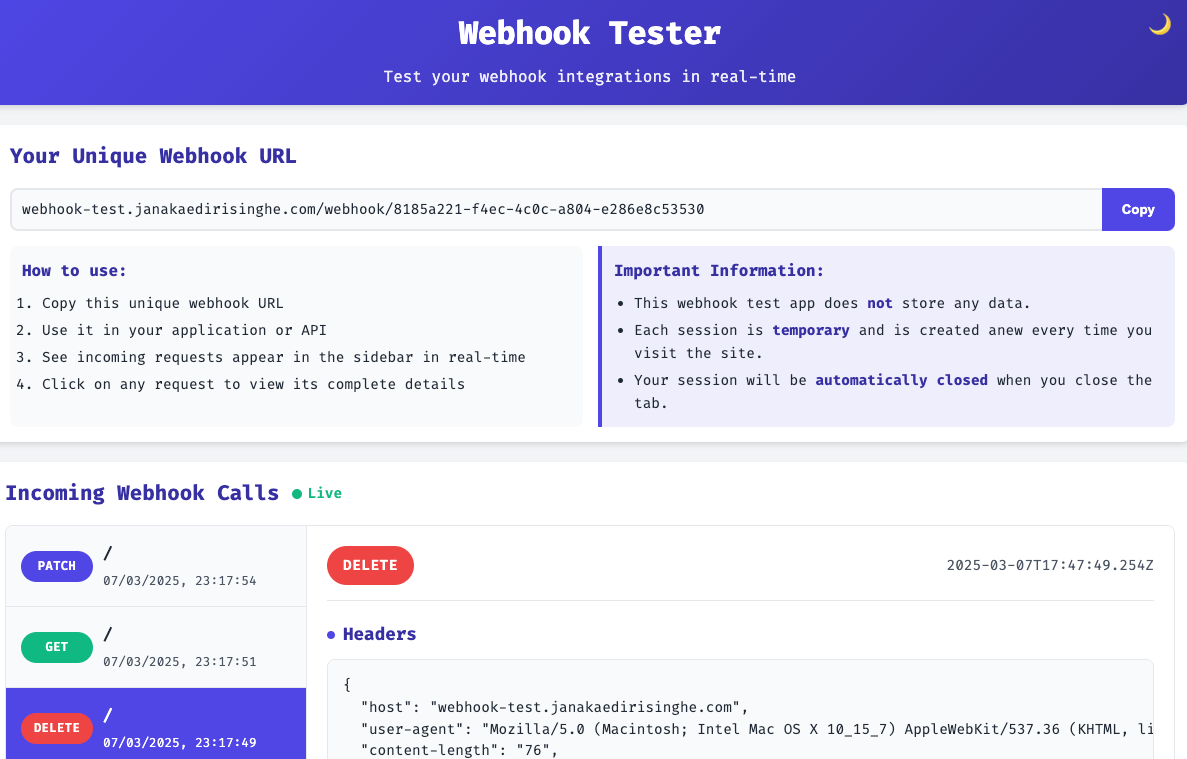 Webhook Tester
Test your webhook integrations in real-time
Your Unique Webhook URL
webhook-test.janakaedirisinghe.com/webhook/8185a221-f4ec-4c0c-a804-e286e8c53530
Copy
How to use:
1. Copy this unique webhook URL
2. Use it in your application or API
3. See incoming requests appear in the sidebar in real-time
4. Click on any request to view its complete details
Important Information:
• This webhook test app does not store any data.
• Each session is temporary and is created anew every time you
visit the site.
• Your session will be automatically closed when you close the
tab.
Incoming Webhook Calls
Live
PATCH
/
07/03/2025, 23:17:54
GET
/
07/03/2025, 23:17:51
DELETE
/
07/03/2025, 23:17:49
DELETE
2025-03-07T17:47:49.254Z
Headers
{
"host": "webhook-test.janakaedirisinghe.com",
"user-agent": "Mozilla/5.0 (Macintosh; Intel Mac OS X 10_15_7) AppleWebKit/537.36 (KHTML, li
"content-length": "76",